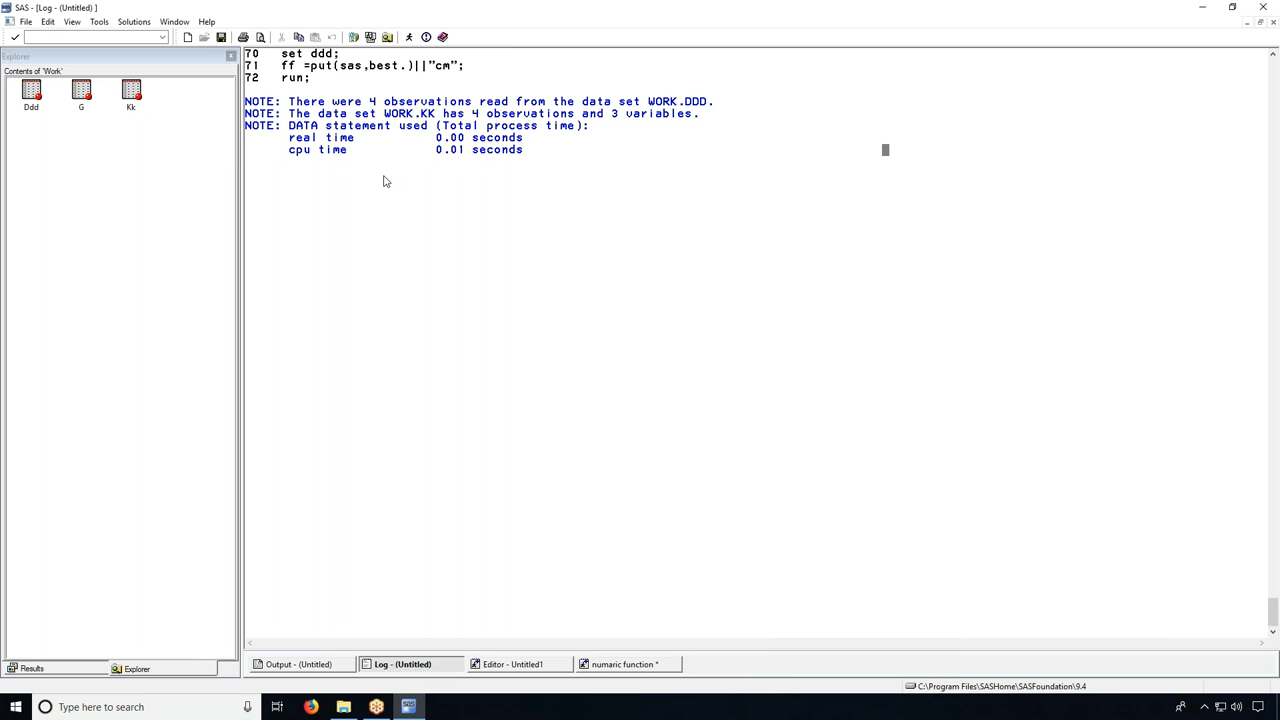 SAS - [Log - (Untitled) ]
File Edit View Tools Solutions Window Help
Explorer
Contents of 'Work'
Ddd G Kk
70 set ddd;
71 ff =put(sas,best.)||"cm";
72 run;
NOTE: There were 4 observations read from the data set WORK.DDD.
NOTE: The data set WORK.KK has 4 observations and 3 variables.
NOTE: DATA statement used (Total process time):
real time 0.00 seconds
cpu time 0.01 seconds
Results Explorer
Output - (Untitled) Log - (Untitled) Editor - Untitled1 numaric function *
C:\Program Files\SASHome\SASFoundation\9.4
Type here to search